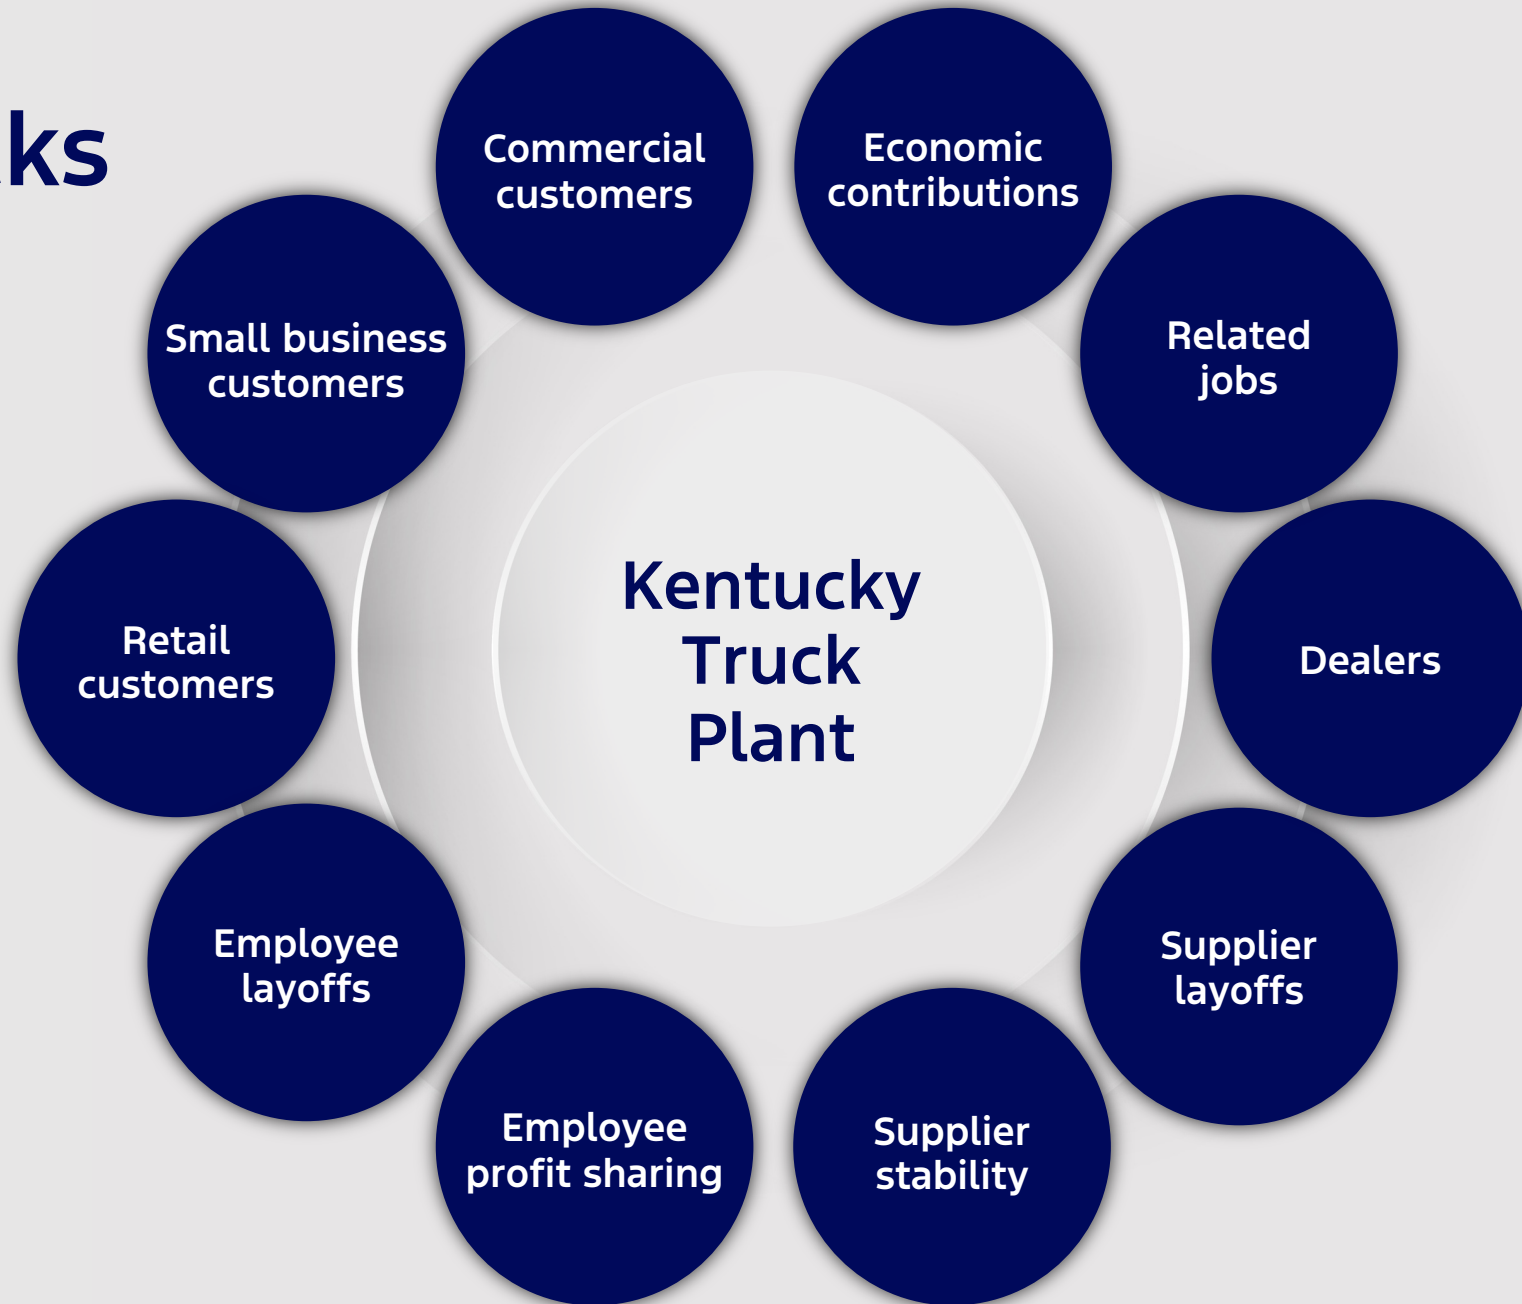 Commercial
customers
Economic
contributions
Small business
customers
Related
jobs
Retail
customers
Kentucky
Truck
Plant
Dealers
Employee
layoffs
Supplier
layoffs
Employee
profit sharing
Supplier
stability